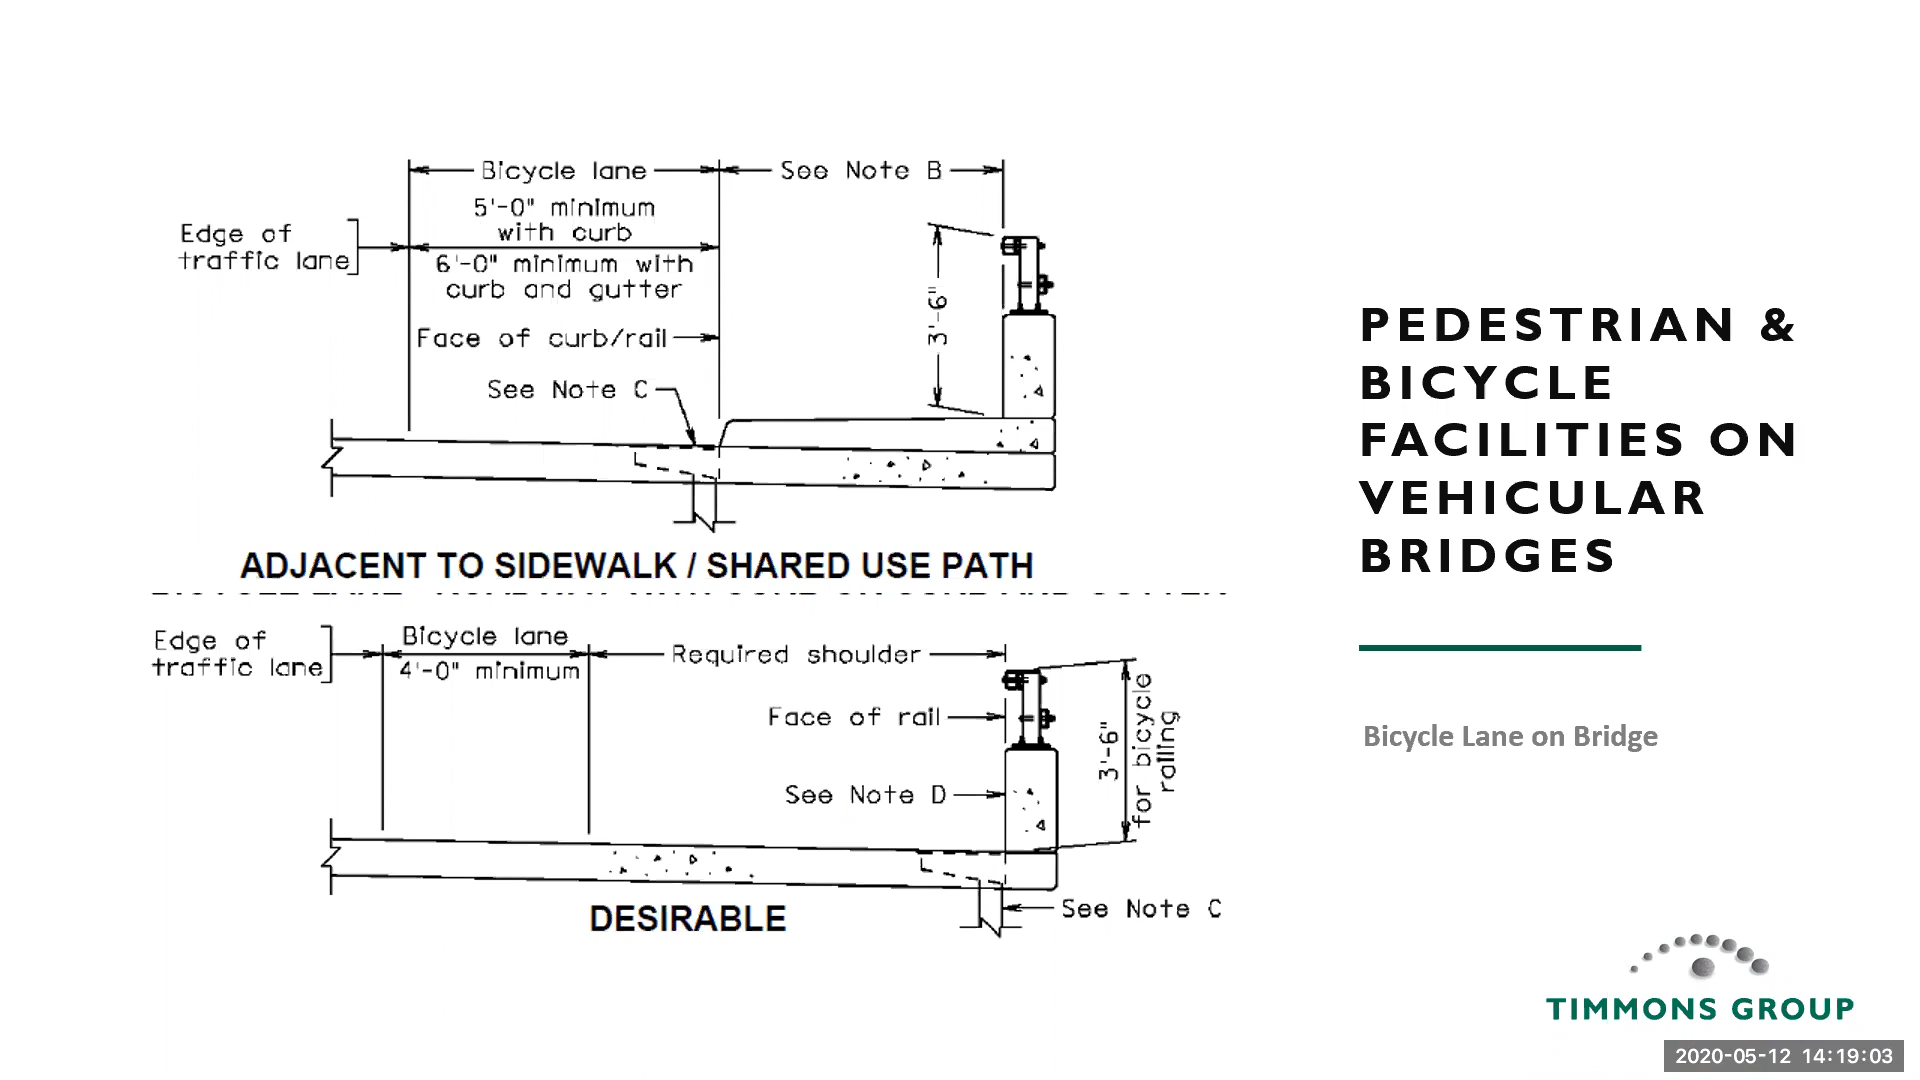 Bicycle lane
See Note B
5'-0" minimum
with curb
Edge of
traffic lane
6'-0" minimum with
curb and gutter
3'-6"
Face of curb/rail
See Note C
ADJACENT TO SIDEWALK / SHARED USE PATH
Edge of
traffic lane
Bicycle lane
4'-0" minimum
Required shoulder
Face of rail
3'-6"
for bicycle
railing
See Note D
See Note C
DESIRABLE
PEDESTRIAN &
BICYCLE
FACILITIES ON
VEHICULAR
BRIDGES
Bicycle Lane on Bridge
TIMMONS GROUP
2020-05-12 14:19:03